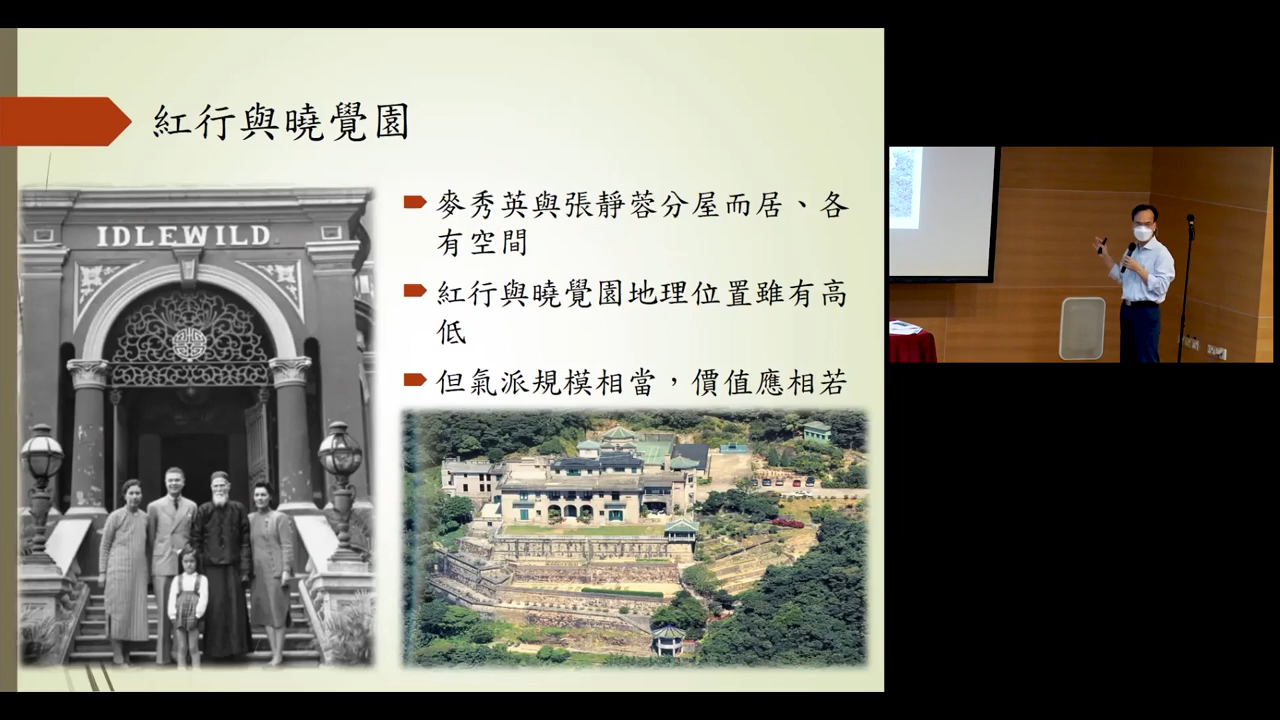 紅行與曉覺園
IDLEWILD
麥秀英與張靜蓉分屋而居、各
有空間
紅行與曉覺園地理位置雖有高
低
但氣派規模相當，價值應相若